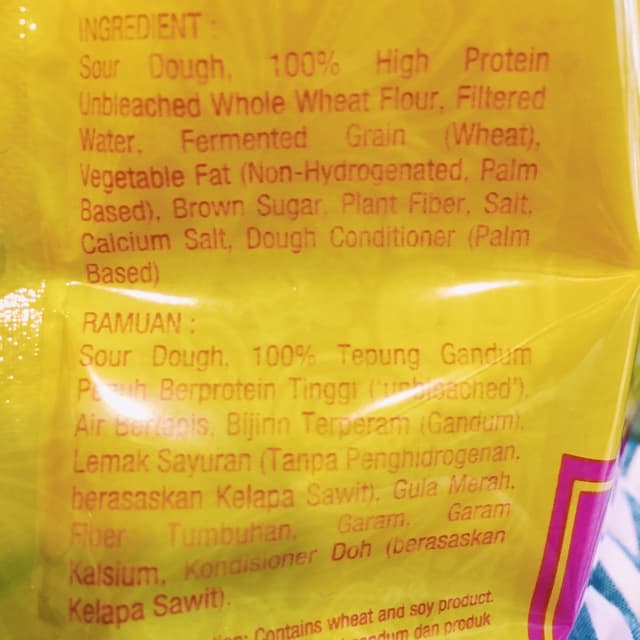 INGREDIENT :
Sour Dough, 100% High Protein
Unbleached Whole Wheat Flour, Filtered
Water, Fermented Grain (Wheat),
Vegetable Fat (Non-Hydrogenated, Palm
Based), Brown Sugar, Plant Fiber, Salt,
Calcium Salt, Dough Conditioner (Palm
Based)
RAMUAN :
Sour Dough, 100% Tepung Gandum
Penuh Berprotein Tinggi ('unbleached'),
Air Bertapis, Bijirin Terperam (Gandum),
Lemak Sayuran (Tanpa Penghidrogenan,
berasaskan Kelapa Sawit), Gula Merah,
Fiber Tumbuhan, Garam, Garam
Kalsium, Kondisioner Doh (berasaskan
Kelapa Sawit).
Contains wheat and soy product.
gandum dan produk